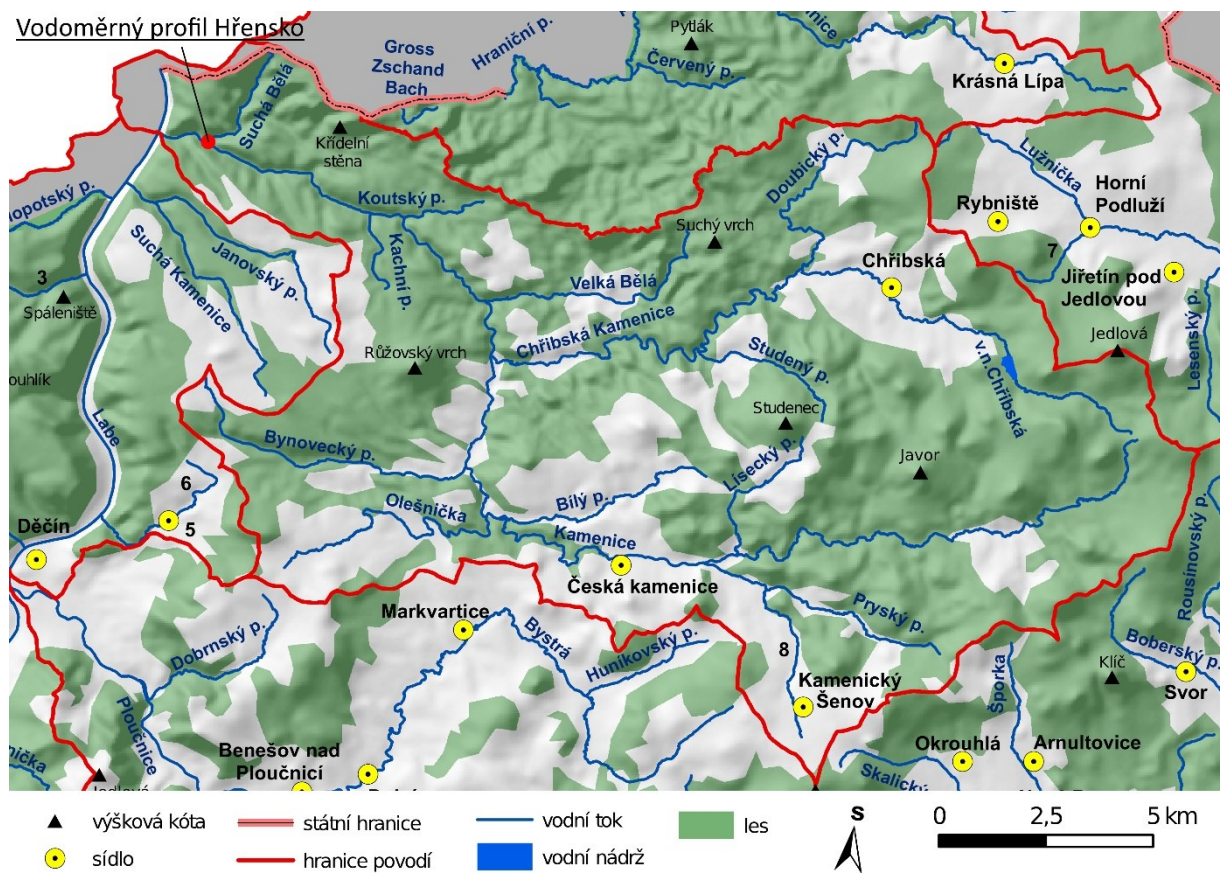 Vodoměrný profil Hřensko
Pytlák
Gross
Zschand
Bach
Hraniční p.
Červený p.
Krásná Lípa
Suchá Bělá
Křídelní
stěna
Doubický p.
Lužnička
Horní
Podluží
Rybniště
Koutský p.
Kachní p.
Suchý vrch
Suchá Kamenice
Janovský p.
Velká Bělá
Chřibská
7
Jiřetín pod
Jedlovou
3
Spáleniště
Chřibská Kamenice
Růžovský vrch
Studený p.
v.n.Chřibská
Jedlová
Lesenský p.
Labe
Studenec
Bynovecký p.
Lísecký p.
Javor
6
5
Olešnička
Bílý p.
Děčín
Kamenice
Česká kamenice
Rousínovský p.
Markvartice
Bystrá
Pryský p.
Dobrnský p.
Huníkovský p.
8
Kamenický
Šenov
Boberský p.
Klíč
Svor
Ploučnice
Šporka
Benešov nad
Ploučnicí
Okrouhlá
Arnultovice
Skalický
výšková kóta
státní hranice
vodní tok
les
S
0 2,5 5 km
sídlo
hranice povodí
vodní nádrž